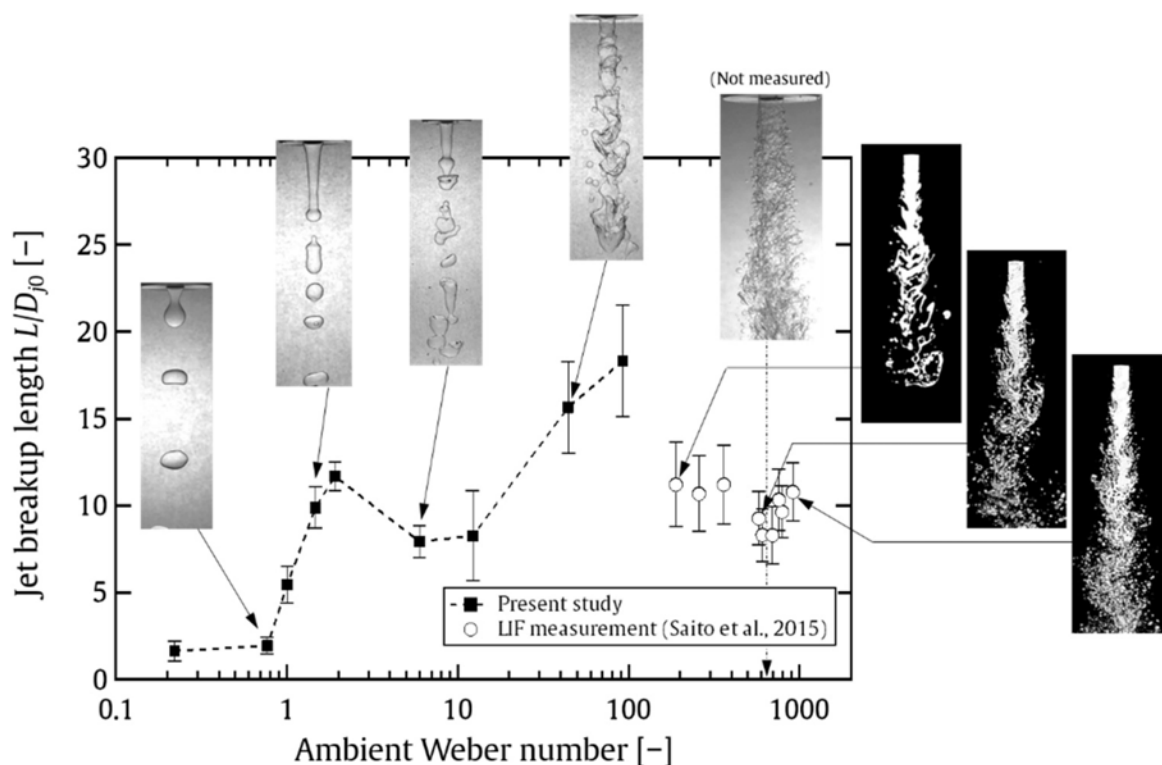 (Not measured)
30
25
20
15
10
5
0
Jet breakup length L/Dj0 [–]
Present study
LIF measurement (Saito et al., 2015)
0.1
1
10
100
1000
Ambient Weber number [–]